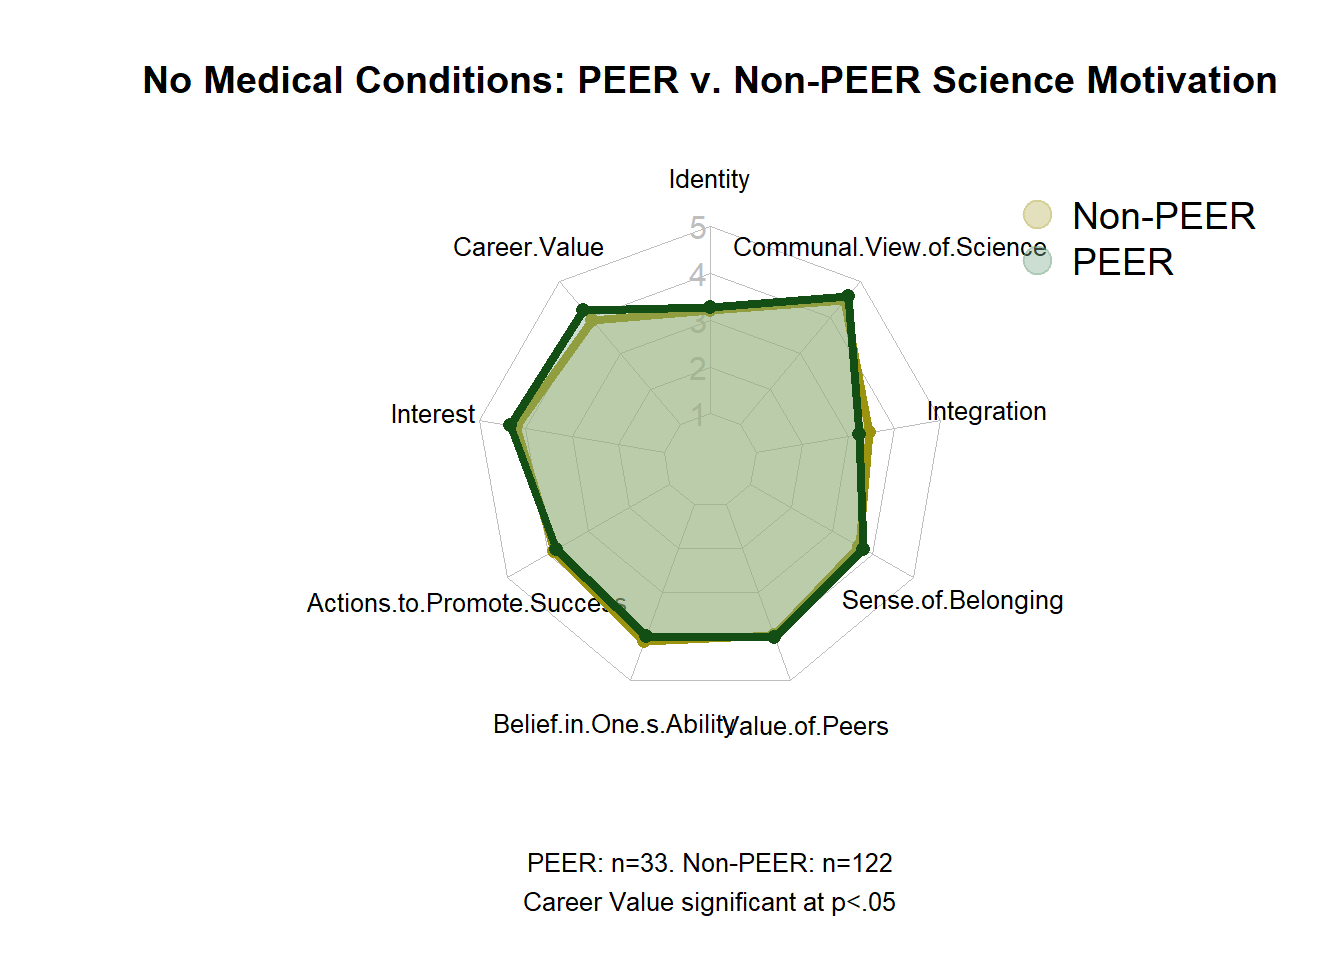 No Medical Conditions: PEER v. Non-PEER Science Motivation
Identity
Career.Value
Communal.View.of.Science
Non-PEER
PEER
5
4
3
2
1
Interest
Integration
Actions.to.Promote.Success
Sense.of.Belonging
Belief.in.One.s.Ability
Value.of.Peers
PEER: n=33. Non-PEER: n=122
Career Value significant at p<.05